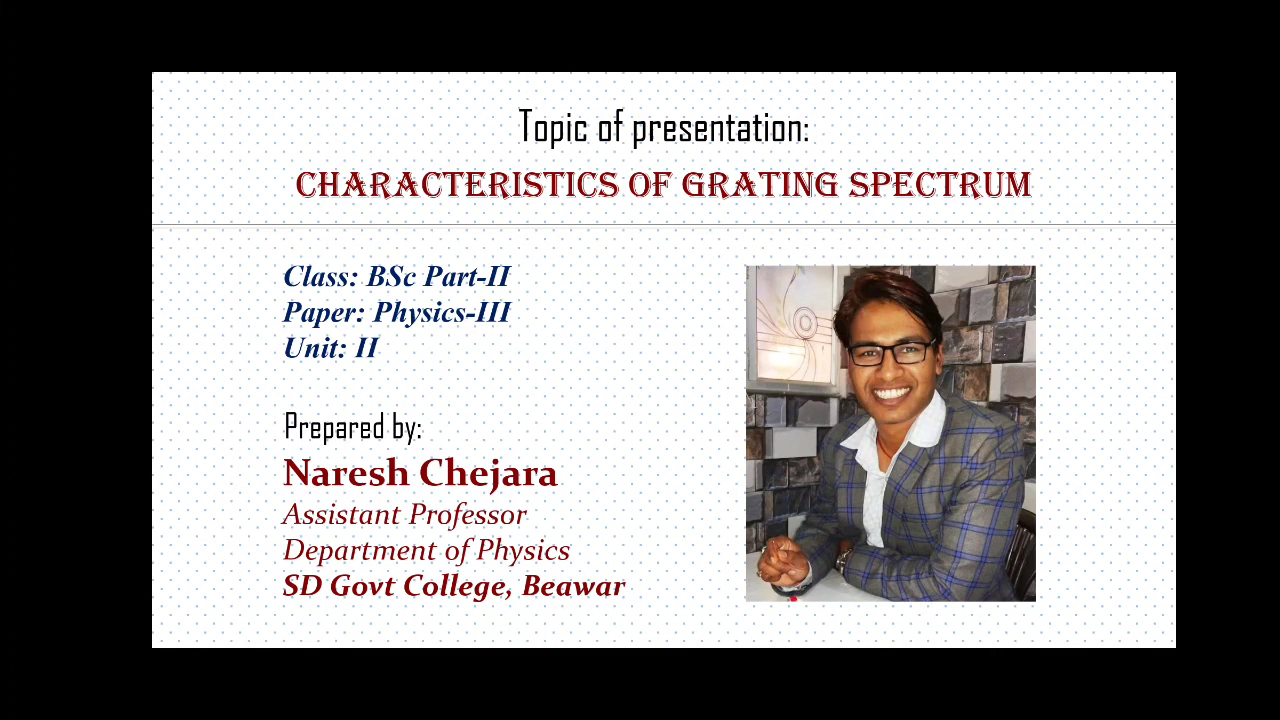 Topic of presentation:
CHARACTERISTICS OF GRATING SPECTRUM
Class: BSc Part-II
Paper: Physics-III
Unit: II
Prepared by:
Naresh Chejara
Assistant Professor
Department of Physics
SD Govt College, Beawar